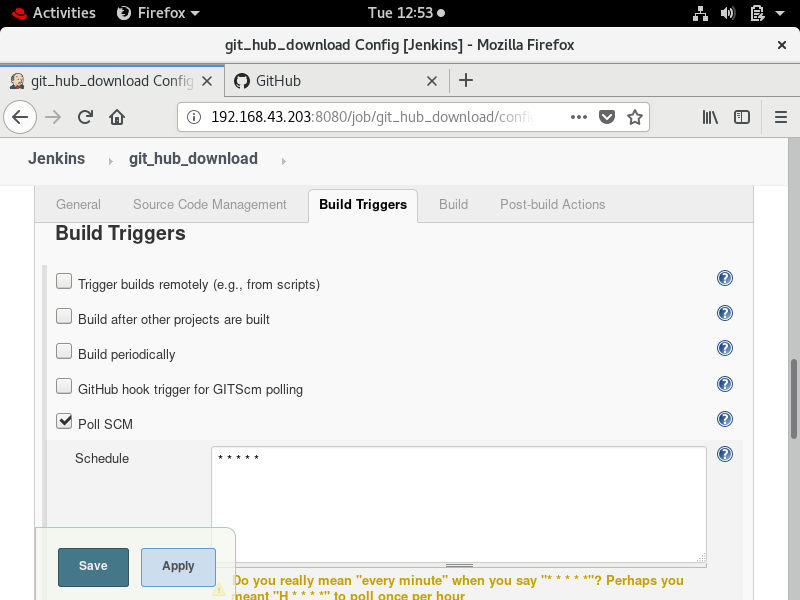 Activities Firefox Tue 12:53
git_hub_download Config [Jenkins] - Mozilla Firefox
git_hub_download Config GitHub
192.168.43.203:8080/job/git_hub_download/confi
Jenkins git_hub_download
General Source Code Management Build Triggers Build Post-build Actions
Build Triggers
Trigger builds remotely (e.g., from scripts)
Build after other projects are built
Build periodically
GitHub hook trigger for GITScm polling
Poll SCM
Schedule * * * * *
Save Apply
Do you really mean "every minute" when you say "* * * * *"? Perhaps you
meant "H * * * *" to poll once per hour